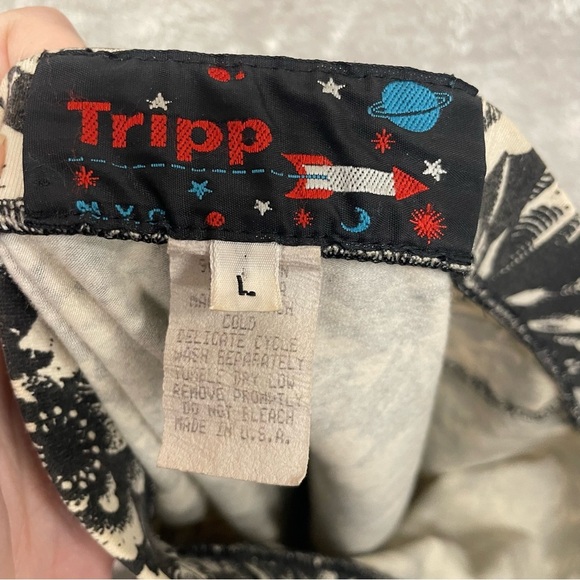 Tripp
N.Y.C
L
COLD
DELICATE CYCLE
WASH SEPARATELY
TUMBLE DRY LOW
REMOVE PROMPTLY
DO NOT BLEACH
MADE IN U.S.A.